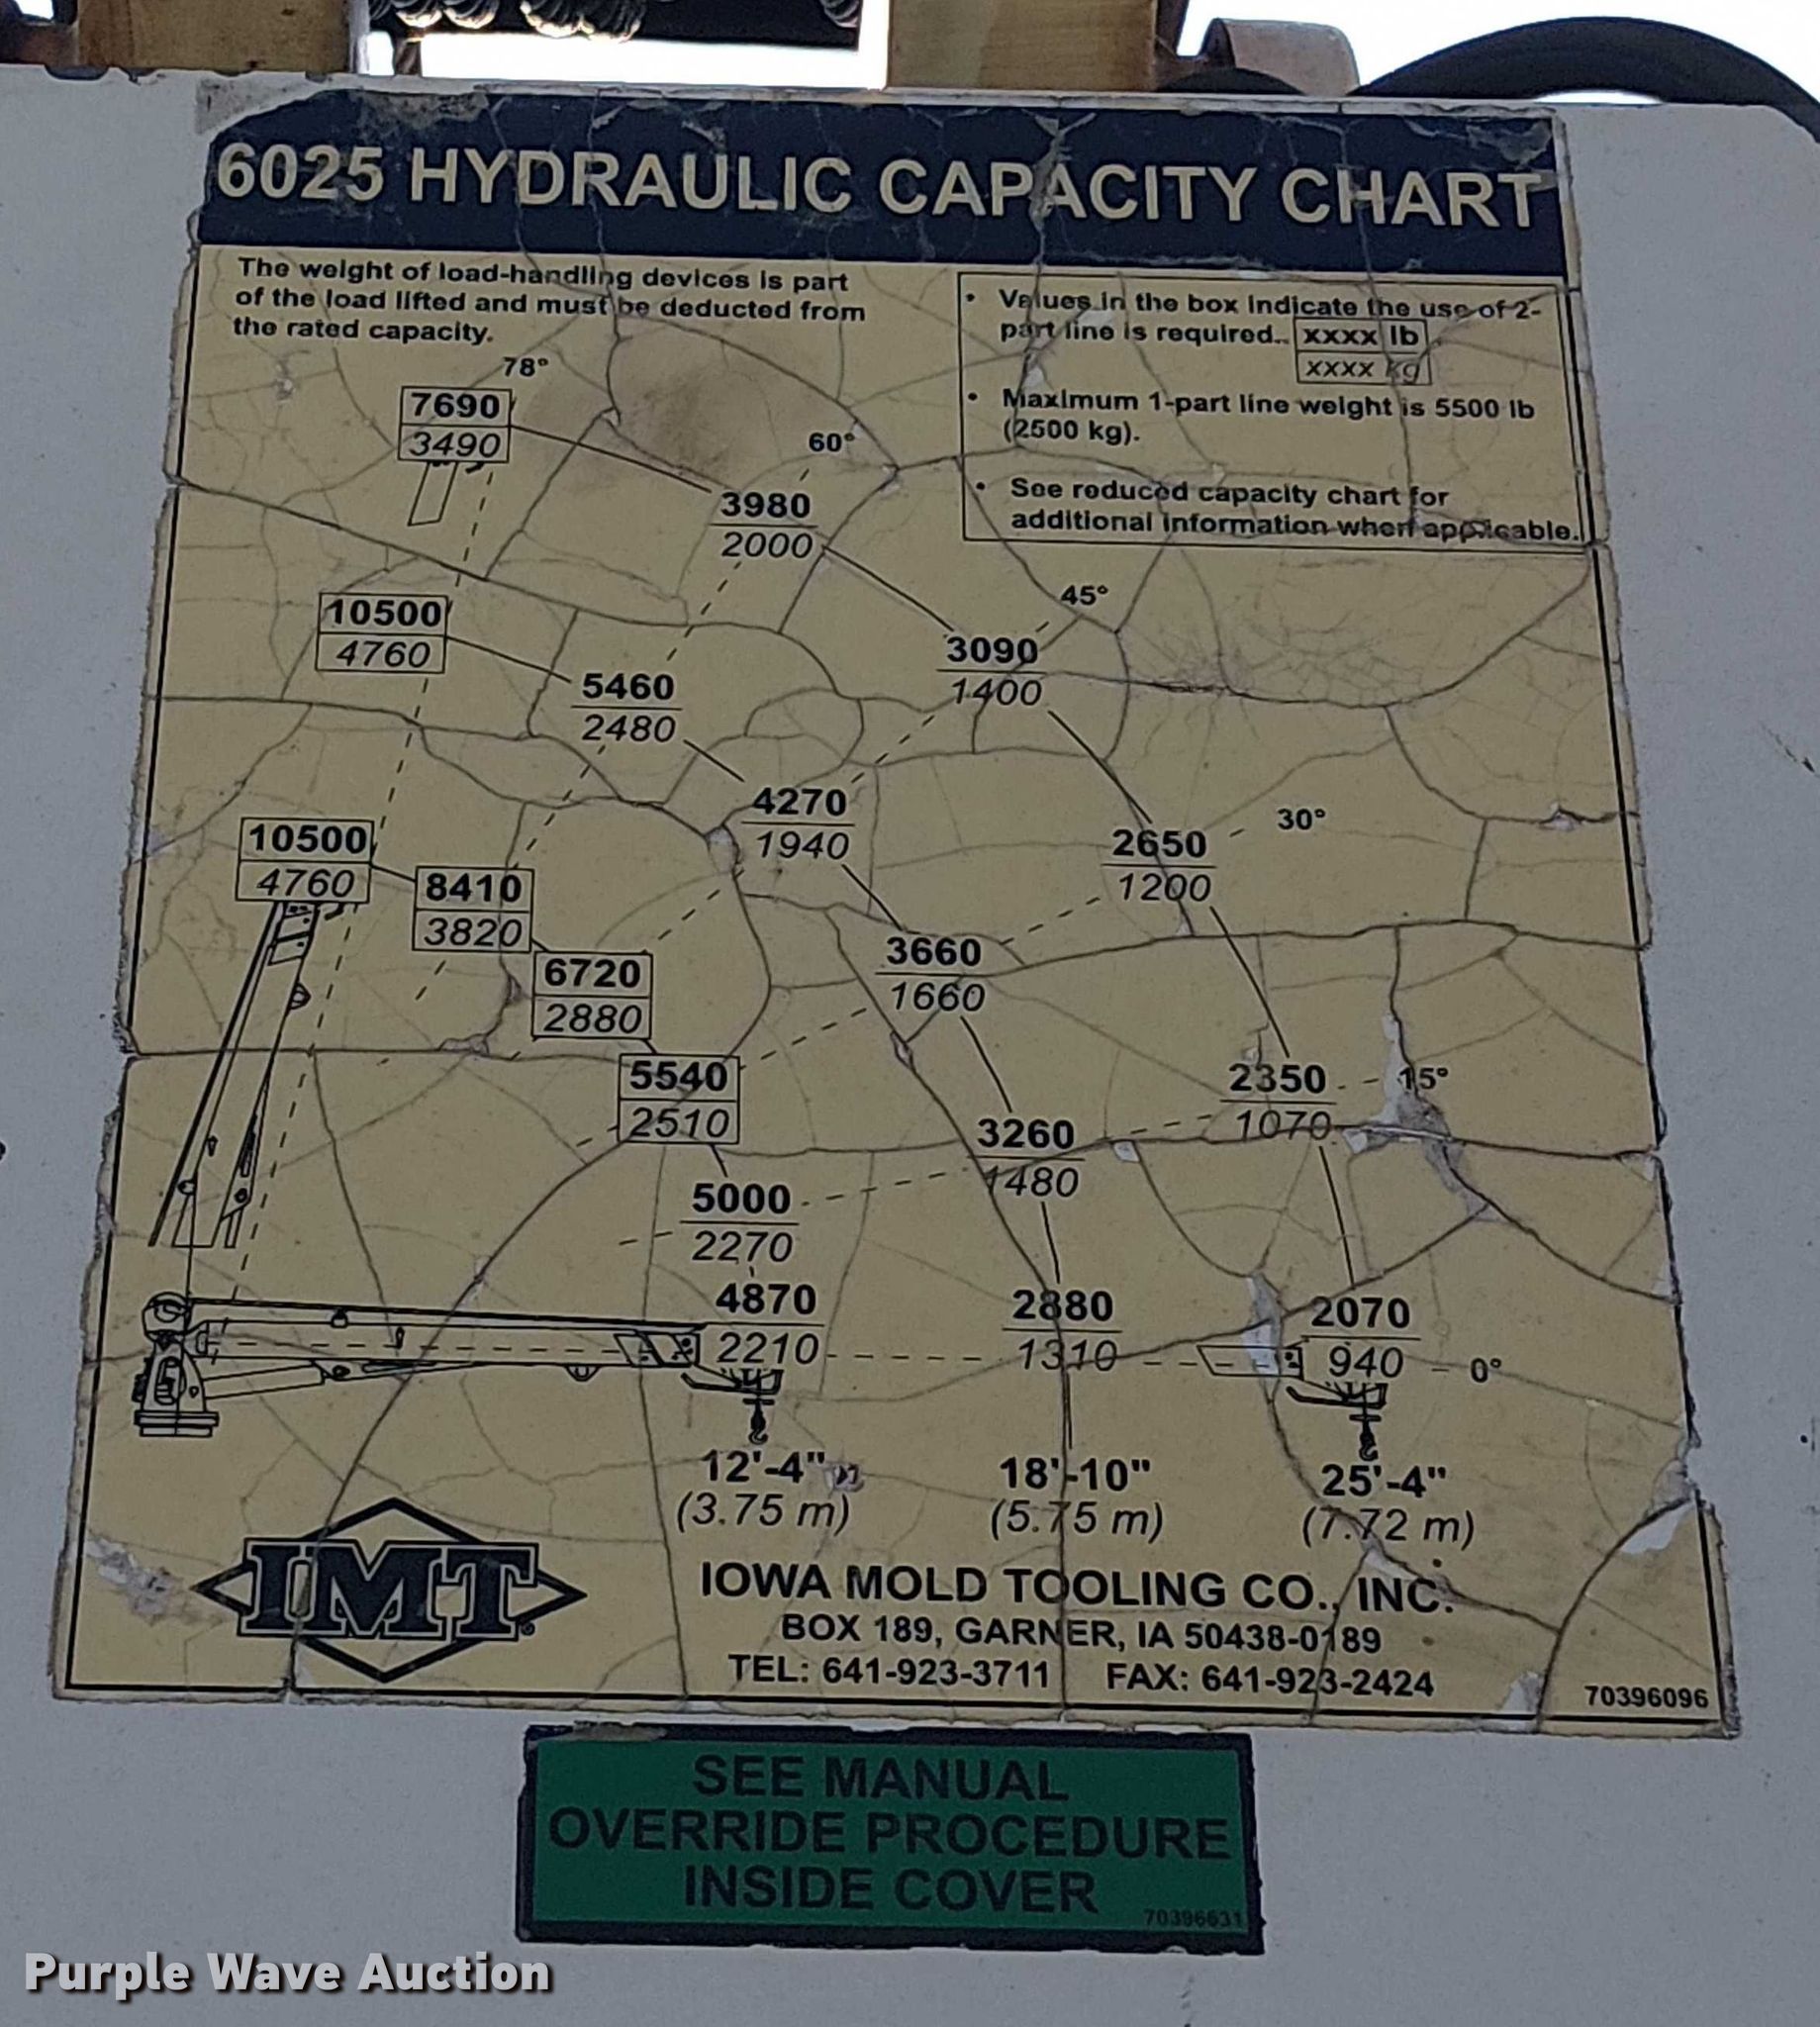 6025 HYDRAULIC CAPACITY CHART
The weight of load-handling devices is part
of the load lifted and must be deducted from
the rated capacity.
• Values in the box indicate the use of 2-
part line is required.. xxxx lb
xxxx kg
• Maximum 1-part line weight is 5500 lb
(2500 kg).
• See reduced capacity chart for
additional information when applicable.
78°
7690
3490
60°
3980
2000
45°
10500
4760
3090
1400
5460
2480
4270
1940
30°
2650
1200
10500
4760
8410
3820
3660
1660
6720
2880
5540
2510
2350
1070
15°
3260
1480
5000
2270
4870
2210
2880
1310
2070
940
0°
12'-4"
(3.75 m)
18'-10"
(5.75 m)
25'-4"
(7.72 m)
IMT
IOWA MOLD TOOLING CO., INC.
BOX 189, GARNER, IA 50438-0189
TEL: 641-923-3711 FAX: 641-923-2424
70396096
SEE MANUAL
OVERRIDE PROCEDURE
INSIDE COVER
70396631
Purple Wave Auction